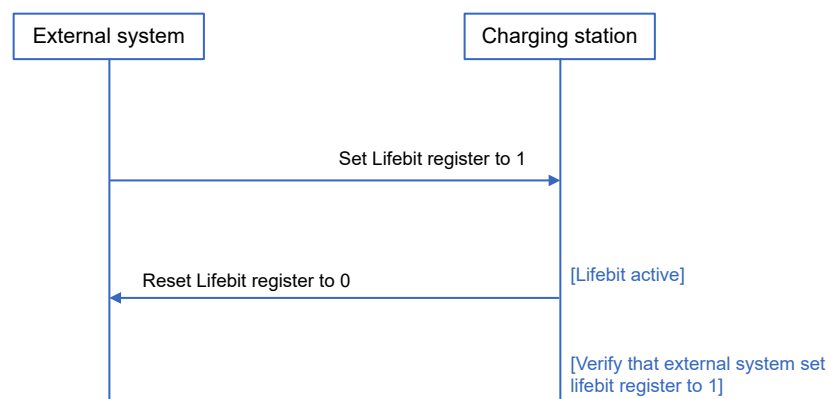 External system
Charging station
Set Lifebit register to 1
Reset Lifebit register to 0
[Lifebit active]
[Verify that external system set
lifebit register to 1]